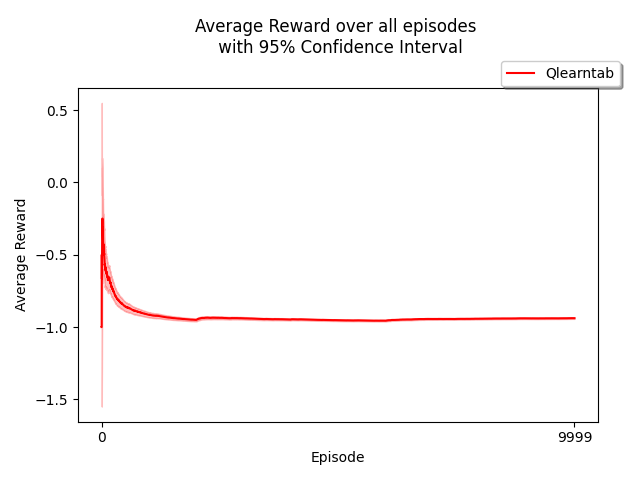 Average Reward over all episodes
with 95% Confidence Interval
Qlearntab
0.5
0.0
−0.5
−1.0
−1.5
Average Reward
0
9999
Episode